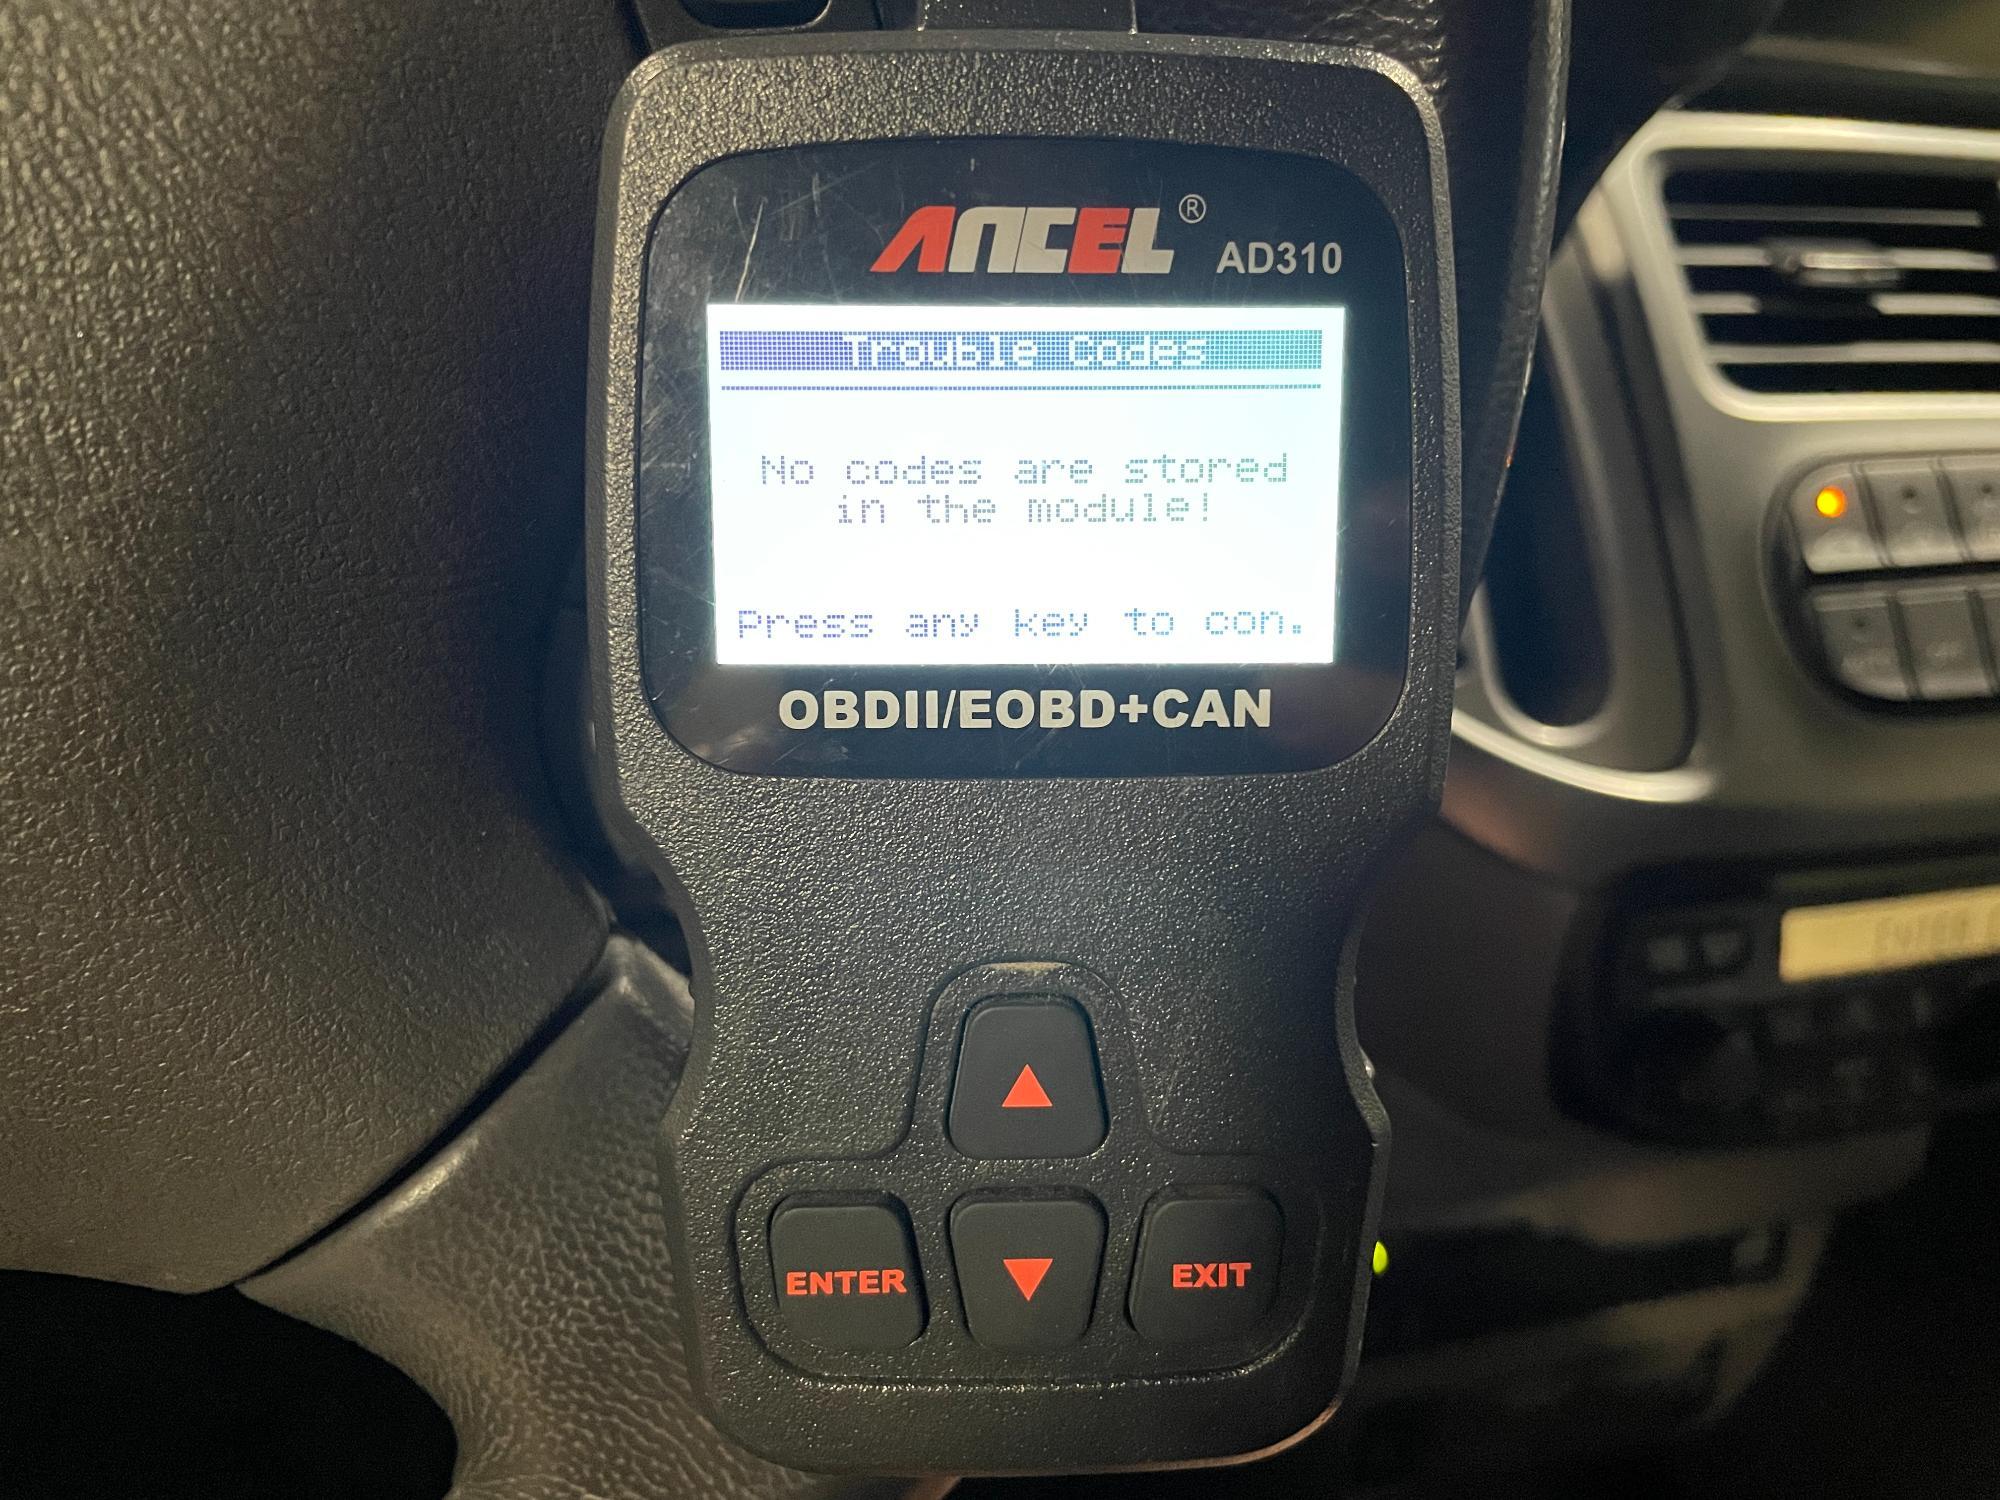 ANCEL® AD310
Trouble Codes
No codes are stored
in the module!
Press any key to con.
OBDII/EOBD+CAN
ENTER
EXIT